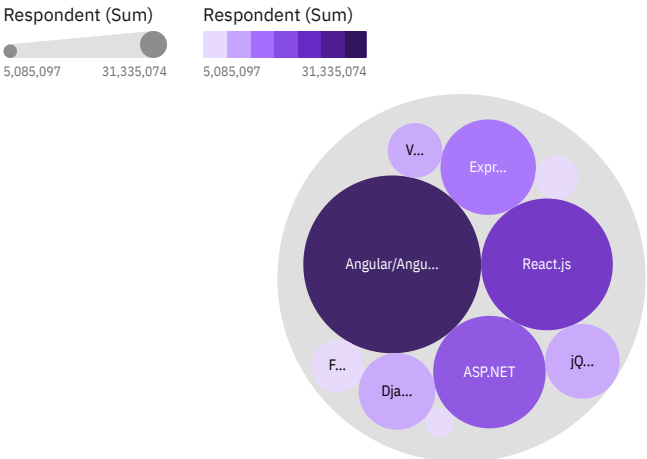 Respondent (Sum)
5,085,097 31,335,074
Respondent (Sum)
5,085,097 31,335,074
V...
Expr...
Angular/Angu...
React.js
F...
Dja...
ASP.NET
jQ...